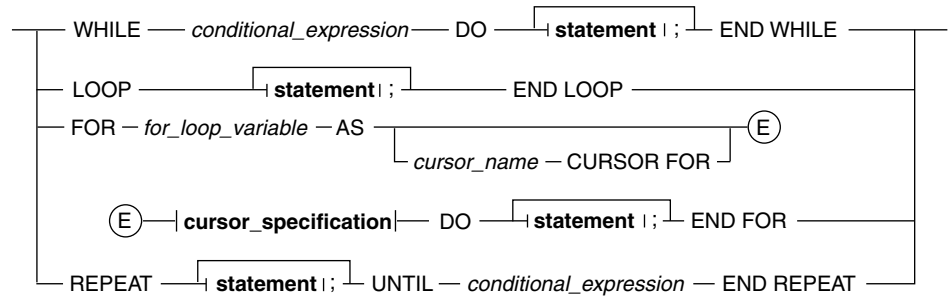 WHILE conditional_expression DO statement ; END WHILE
LOOP statement ; END LOOP
FOR for_loop_variable AS E
cursor_name CURSOR FOR
E cursor_specification DO statement ; END FOR
REPEAT statement ; UNTIL conditional_expression END REPEAT